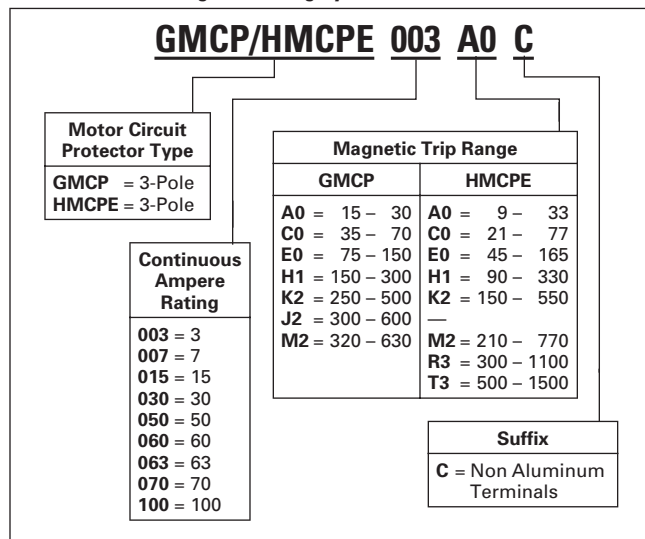 GMCP/HMCPE 003 A0 C
Motor Circuit
Protector Type
GMCP = 3-Pole
HMCPE = 3-Pole
Continuous
Ampere
Rating
003 = 3
007 = 7
015 = 15
030 = 30
050 = 50
060 = 60
063 = 63
070 = 70
100 = 100
Magnetic Trip Range
GMCP HMCPE
A0 = 15 – 30 A0 = 9 – 33
C0 = 35 – 70 C0 = 21 – 77
E0 = 75 – 150 E0 = 45 – 165
H1 = 150 – 300 H1 = 90 – 330
K2 = 250 – 500 K2 = 150 – 550
J2 = 300 – 600 —
M2 = 320 – 630 M2 = 210 – 770
R3 = 300 – 1100
T3 = 500 – 1500
Suffix
C = Non Aluminum
Terminals